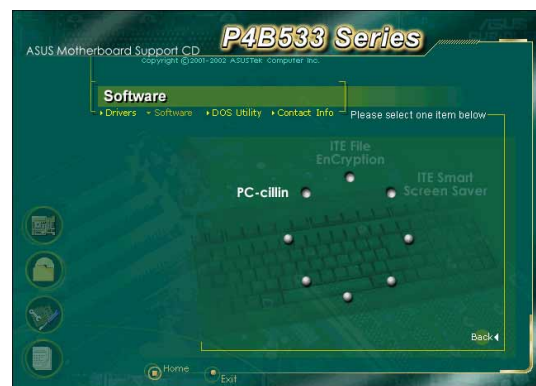 P4B533 Series
ASUS
ASUS Motherboard Support CD
Copyright ©2001-2002 ASUSTek Computer Inc.
Software
Drivers Software DOS Utility Contact Info
Please select one item below
ITE File
EnCryption
ITE Smart
Screen Saver
PC-cillin
Back
Home
Exit